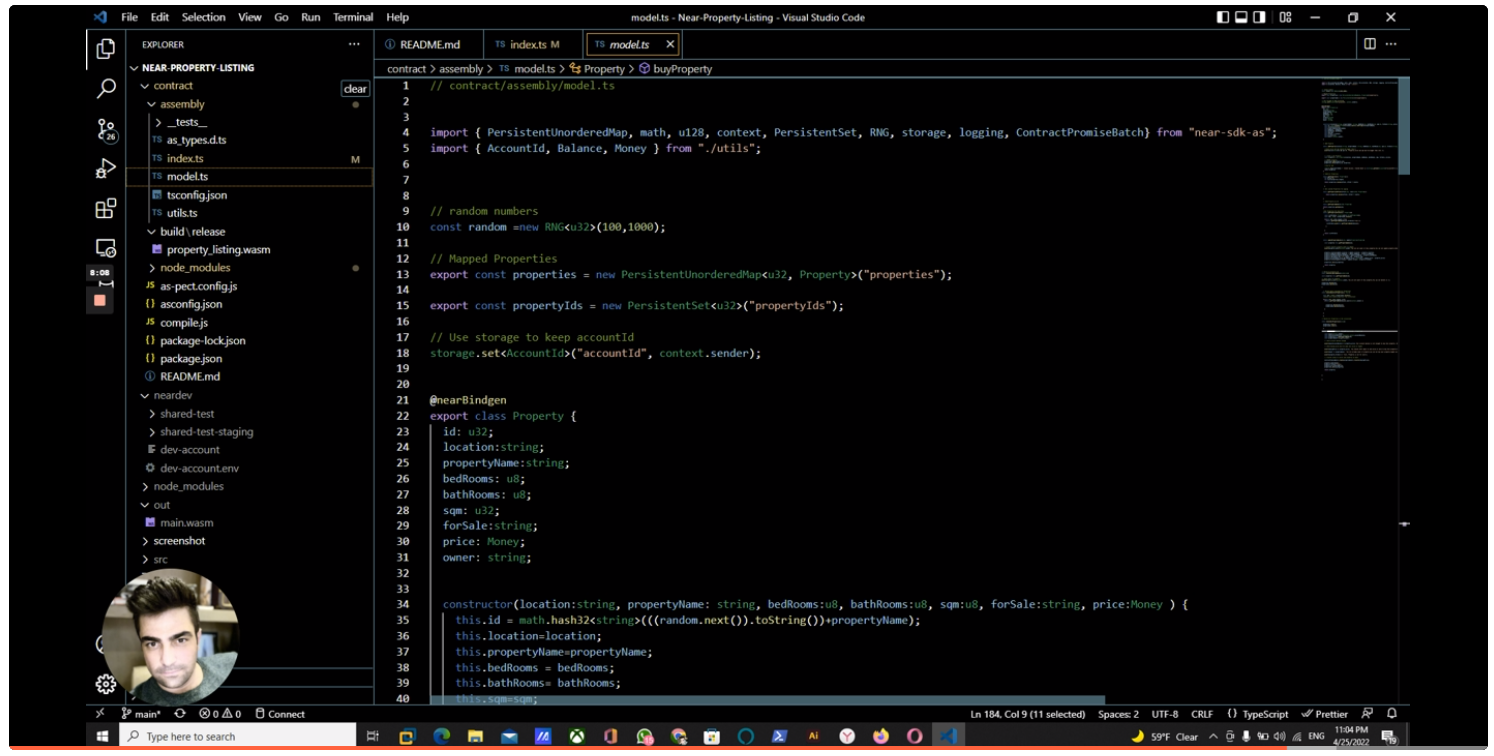 File Edit Selection View Go Run Terminal Help
model.ts - Near-Property-Listing - Visual Studio Code
EXPLORER
NEAR-PROPERTY-LISTING
contract
clear
assembly
__tests__
TS as_types.d.ts
TS index.ts M
TS model.ts
tsconfig.json
TS utils.ts
build\release
property_listing.wasm
node_modules
JS as-pect.config.js
{} asconfig.json
JS compile.js
{} package-lock.json
{} package.json
README.md
neardev
shared-test
shared-test-staging
dev-account
dev-account.env
node_modules
out
main.wasm
screenshot
src
26
8:08
README.md TS index.ts M TS model.ts
contract > assembly > TS model.ts > Property > buyProperty
1 // contract/assembly/model.ts
2
3
4 import { PersistentUnorderedMap, math, u128, context, PersistentSet, RNG, storage, logging, ContractPromiseBatch} from "near-sdk-as";
5 import { AccountId, Balance, Money } from "./utils";
6
7
8
9 // random numbers
10 const random =new RNG<u32>(100,1000);
11
12 // Mapped Properties
13 export const properties = new PersistentUnorderedMap<u32, Property>("properties");
14
15 export const propertyIds = new PersistentSet<u32>("propertyIds");
16
17 // Use storage to keep accountId
18 storage.set<AccountId>("accountId", context.sender);
19
20
21 @nearBindgen
22 export class Property {
23 id: u32;
24 location:string;
25 propertyName:string;
26 bedRooms: u8;
27 bathRooms: u8;
28 sqm: u32;
29 forSale:string;
30 price: Money;
31 owner: string;
32
33
34 constructor(location:string, propertyName: string, bedRooms:u8, bathRooms:u8, sqm:u8, forSale:string, price:Money ) {
35 this.id = math.hash32<string>(((random.next()).toString())+propertyName);
36 this.location=location;
37 this.propertyName=propertyName;
38 this.bedRooms = bedRooms;
39 this.bathRooms= bathRooms;
40 this.sqm=sqm;
main* 0 0 Connect
Ln 184, Col 9 (11 selected) Spaces: 2 UTF-8 CRLF {} TypeScript Prettier
Type here to search
Ai
59°F Clear
ENG
11:04 PM
4/25/2022